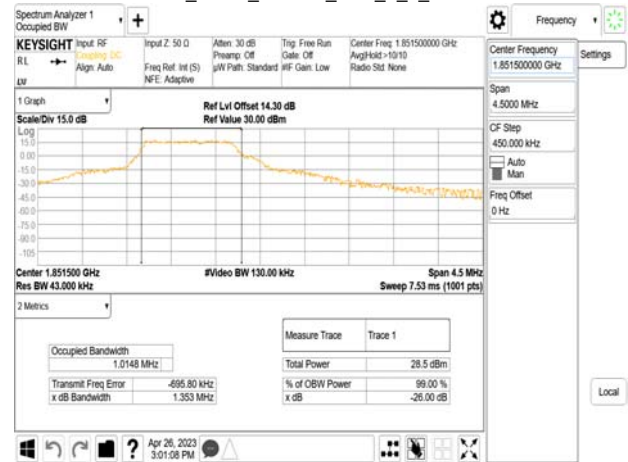 Spectrum Analyzer 1
Occupied BW
Frequency
KEYSIGHT
RL
Input: RF
Coupling: DC
Align: Auto
Input Z: 50 Ω
Freq Ref: Int (S)
NFE: Adaptive
Atten: 30 dB
Preamp: Off
µW Path: Standard
Trig: Free Run
Gate: Off
#IF Gain: Low
Center Freq: 1.851500000 GHz
Avg|Hold:>10/10
Radio Std: None
Center Frequency
1.851500000 GHz
Settings
Span
4.5000 MHz
CF Step
450.000 kHz
Auto
Man
Freq Offset
0 Hz
Local
1 Graph
Scale/Div 15.0 dB
Ref Lvl Offset 14.30 dB
Ref Value 30.00 dBm
Log
15.0
0.00
-15.0
-30.0
-45.0
-60.0
-75.0
-90.0
-105
Center 1.851500 GHz
Res BW 43.000 kHz
#Video BW 130.00 kHz
Span 4.5 MHz
Sweep 7.53 ms (1001 pts)
2 Metrics
Measure Trace Trace 1
Occupied Bandwidth
1.0148 MHz
Total Power 28.5 dBm
Transmit Freq Error -695.80 kHz
% of OBW Power 99.00 %
x dB Bandwidth 1.353 MHz
x dB -26.00 dB
?
Apr 26, 2023
3:01:08 PM